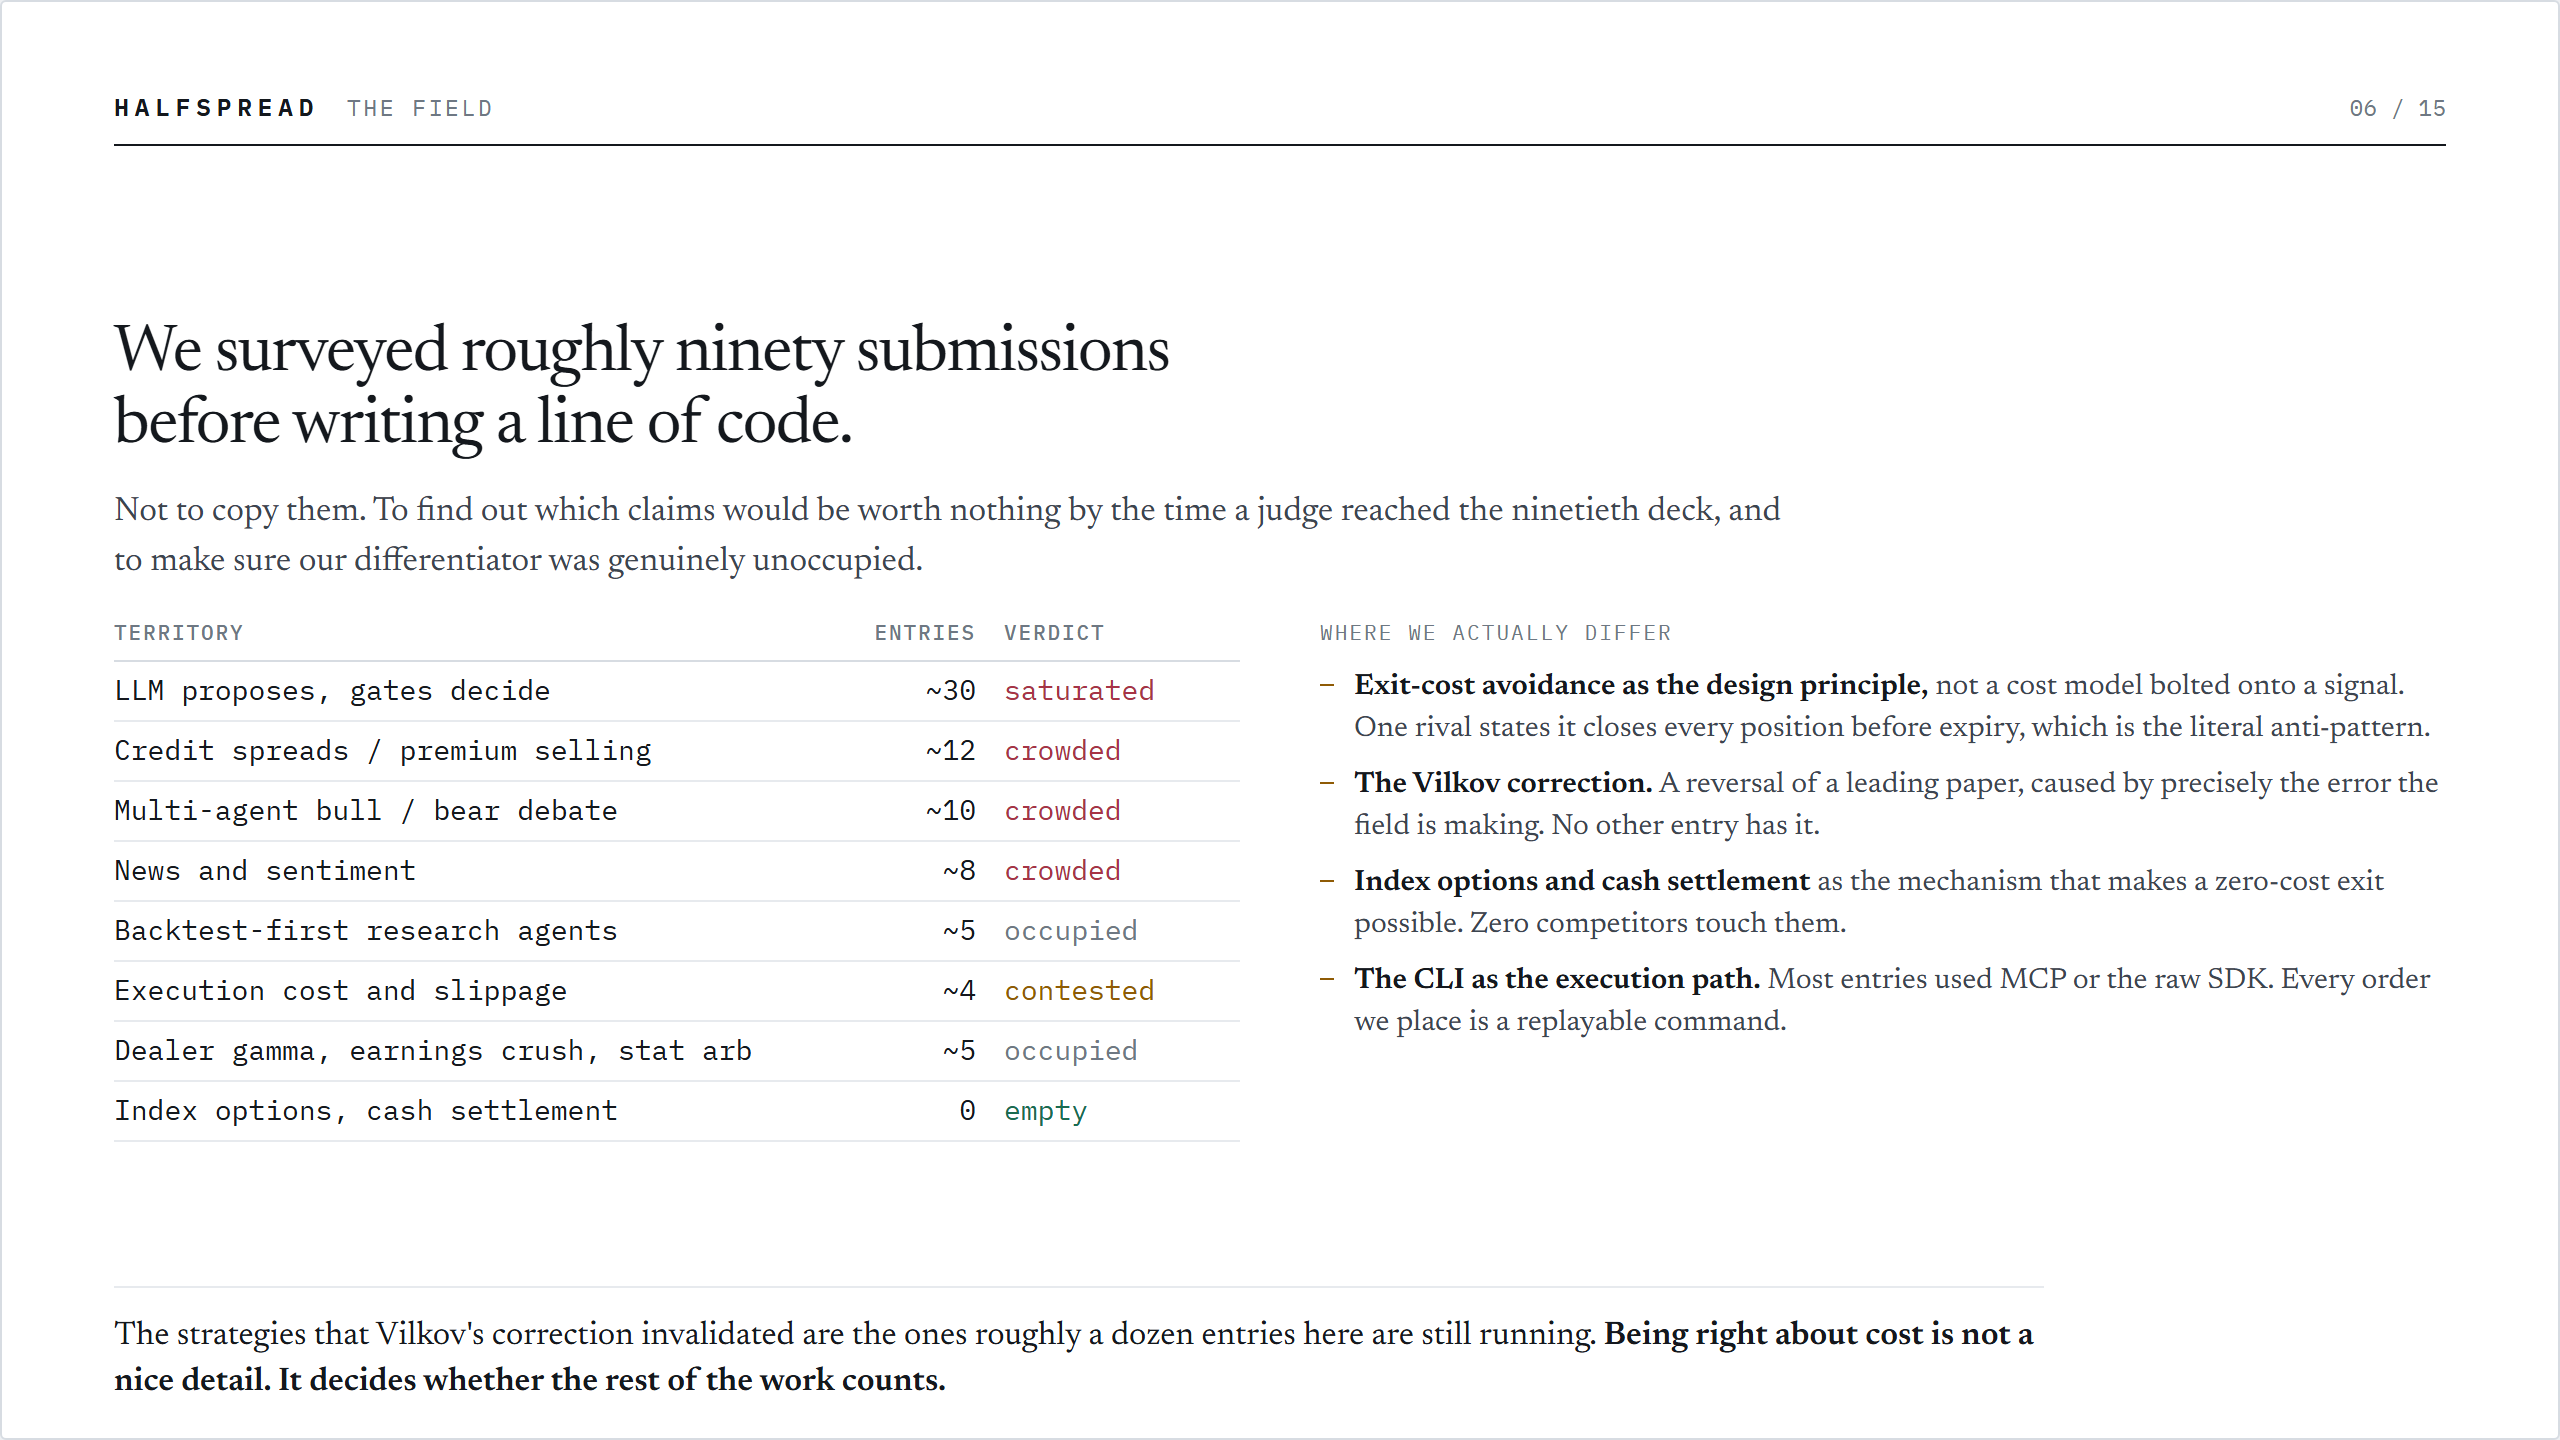 HALFSPREAD THE FIELD 06 / 15
We surveyed roughly ninety submissions
before writing a line of code.
Not to copy them. To find out which claims would be worth nothing by the time a judge reached the ninetieth deck, and
to make sure our differentiator was genuinely unoccupied.
TERRITORY ENTRIES VERDICT
LLM proposes, gates decide ~30 saturated
Credit spreads / premium selling ~12 crowded
Multi-agent bull / bear debate ~10 crowded
News and sentiment ~8 crowded
Backtest-first research agents ~5 occupied
Execution cost and slippage ~4 contested
Dealer gamma, earnings crush, stat arb ~5 occupied
Index options, cash settlement 0 empty
WHERE WE ACTUALLY DIFFER
– Exit-cost avoidance as the design principle, not a cost model bolted onto a signal.
One rival states it closes every position before expiry, which is the literal anti-pattern.
– The Vilkov correction. A reversal of a leading paper, caused by precisely the error the
field is making. No other entry has it.
– Index options and cash settlement as the mechanism that makes a zero-cost exit
possible. Zero competitors touch them.
– The CLI as the execution path. Most entries used MCP or the raw SDK. Every order
we place is a replayable command.
The strategies that Vilkov's correction invalidated are the ones roughly a dozen entries here are still running. Being right about cost is not a
nice detail. It decides whether the rest of the work counts.